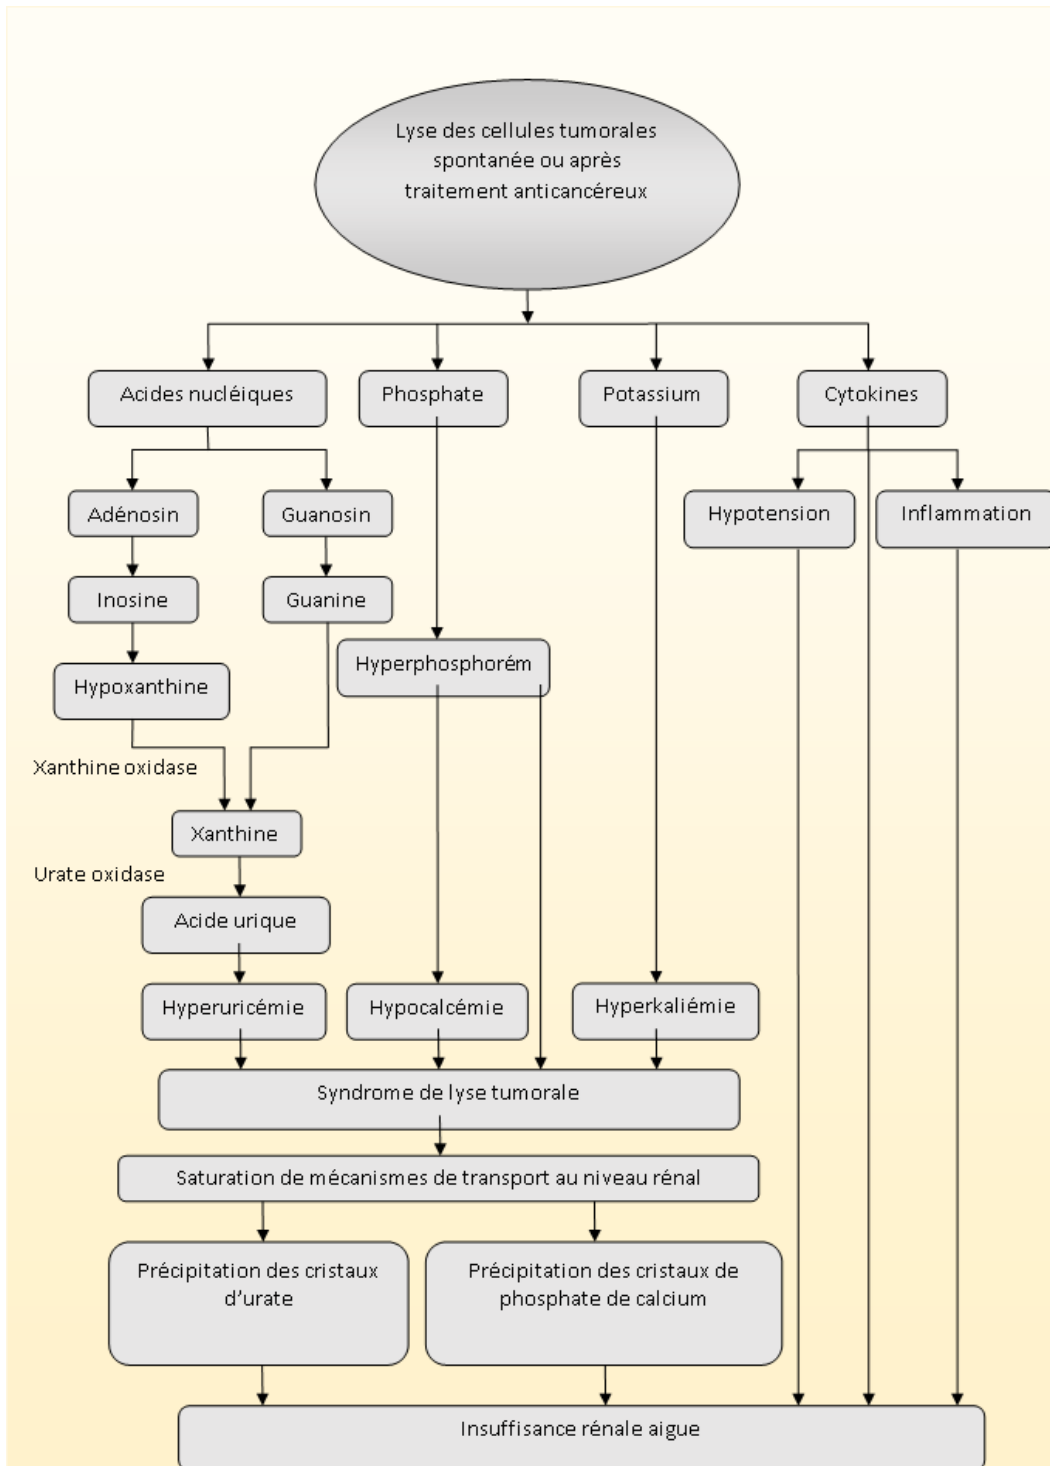 Lyse des cellules tumorales
spontanée ou après
traitement anticancéreux
Acides nucléiques
Phosphate
Potassium
Cytokines
Adénosin
Guanosin
Hypotension
Inflammation
Inosine
Guanine
Hyperphosphorém
Hypoxanthine
Xanthine oxidase
Xanthine
Urate oxidase
Acide urique
Hyperuricémie
Hypocalcémie
Hyperkaliémie
Syndrome de lyse tumorale
Saturation de mécanismes de transport au niveau rénal
Précipitation des cristaux
d'urate
Précipitation des cristaux de
phosphate de calcium
Insuffisance rénale aigue